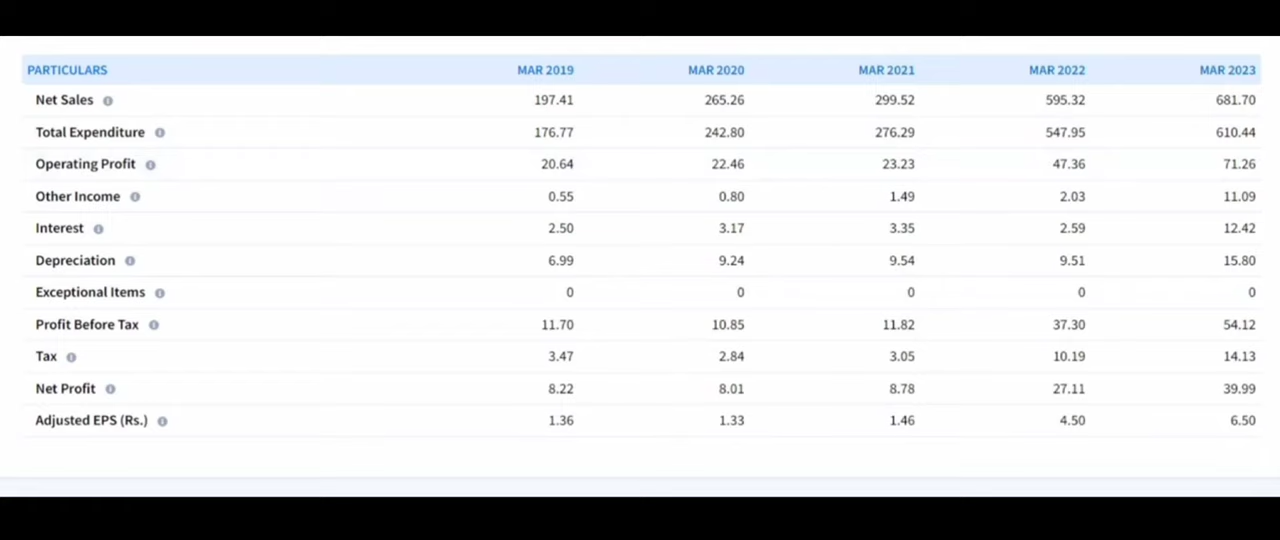 PARTICULARS MAR 2019 MAR 2020 MAR 2021 MAR 2022 MAR 2023
Net Sales 197.41 265.26 299.52 595.32 681.70
Total Expenditure 176.77 242.80 276.29 547.95 610.44
Operating Profit 20.64 22.46 23.23 47.36 71.26
Other Income 0.55 0.80 1.49 2.03 11.09
Interest 2.50 3.17 3.35 2.59 12.42
Depreciation 6.99 9.24 9.54 9.51 15.80
Exceptional Items 0 0 0 0 0
Profit Before Tax 11.70 10.85 11.82 37.30 54.12
Tax 3.47 2.84 3.05 10.19 14.13
Net Profit 8.22 8.01 8.78 27.11 39.99
Adjusted EPS (Rs.) 1.36 1.33 1.46 4.50 6.50